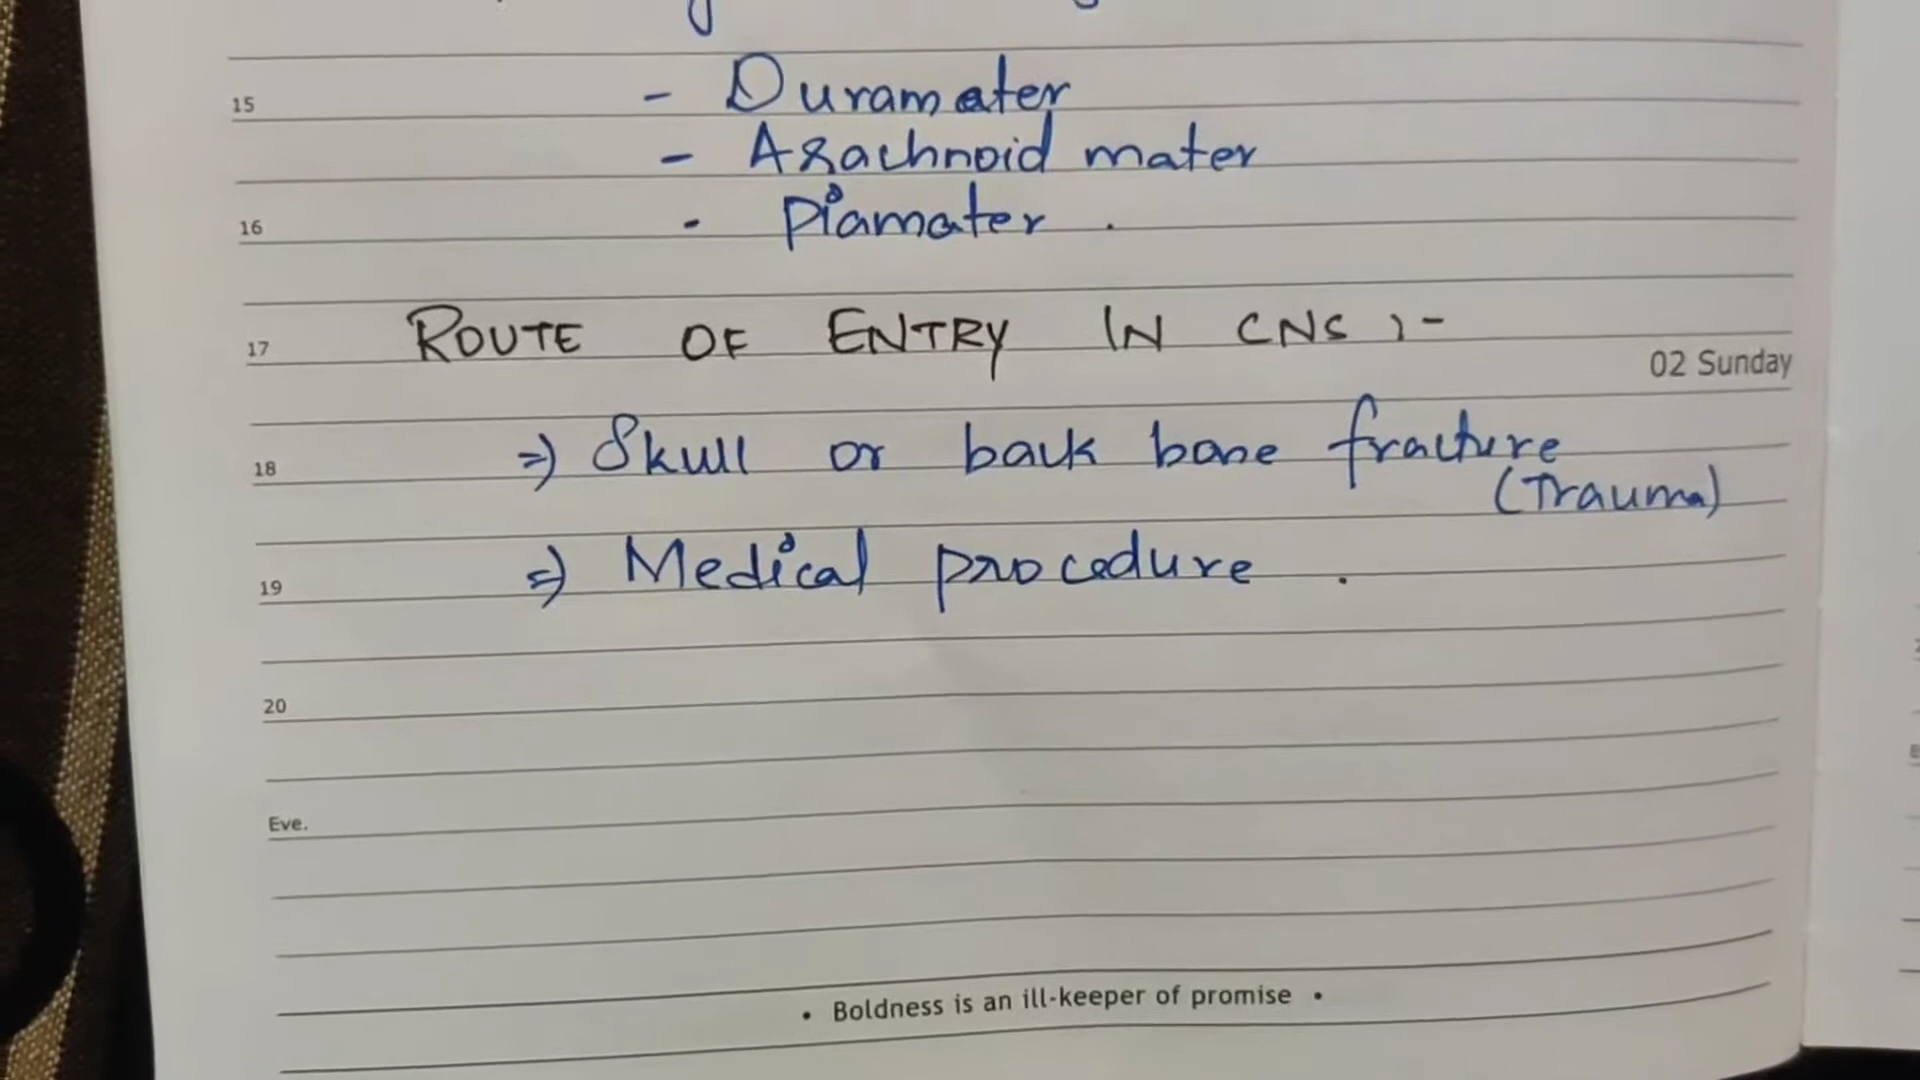 15 - Duramater
- Arachnoid mater
16 - Piamater .
17 ROUTE OF ENTRY IN CNS :-
02 Sunday
18 => Skull or back bone fracture
(Trauma)
19 => Medical procedure .
20
Eve.
• Boldness is an ill-keeper of promise •